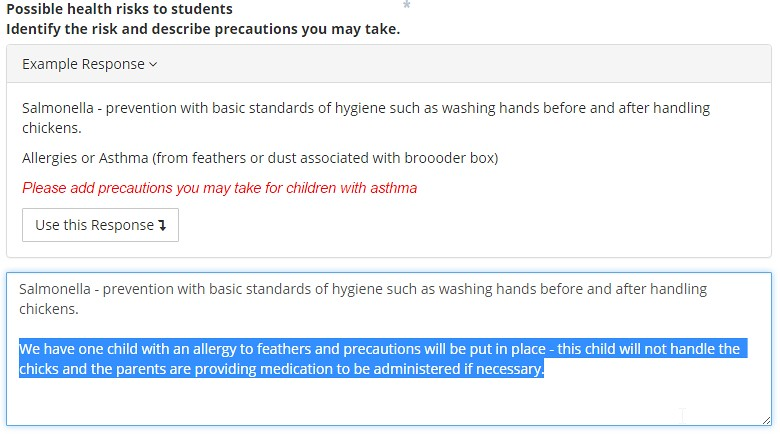 Possible health risks to students *
Identify the risk and describe precautions you may take.
Example Response
Salmonella - prevention with basic standards of hygiene such as washing hands before and after handling
chickens.
Allergies or Asthma (from feathers or dust associated with broooder box)
Please add precautions you may take for children with asthma
Use this Response
Salmonella - prevention with basic standards of hygiene such as washing hands before and after handling
chickens.
We have one child with an allergy to feathers and precautions will be put in place - this child will not handle the
chicks and the parents are providing medication to be administered if necessary.